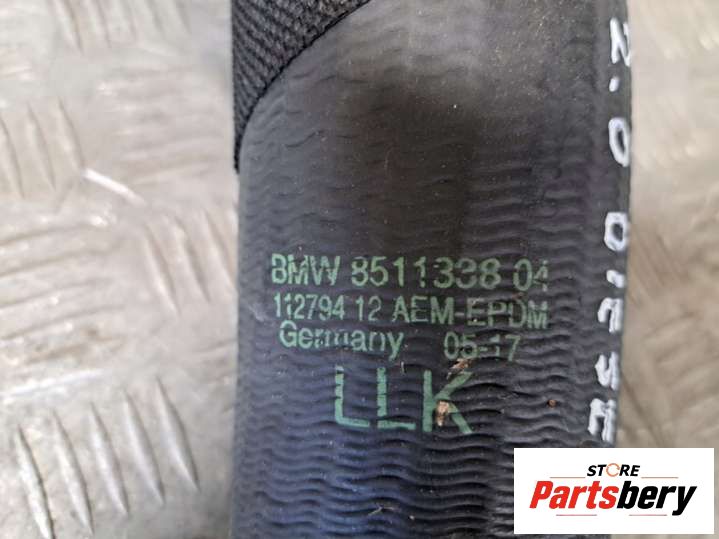 BMW 8511338 04
112794 12 AEM-EPDM
Germany 05-17
LLK
STORE
Partsbery